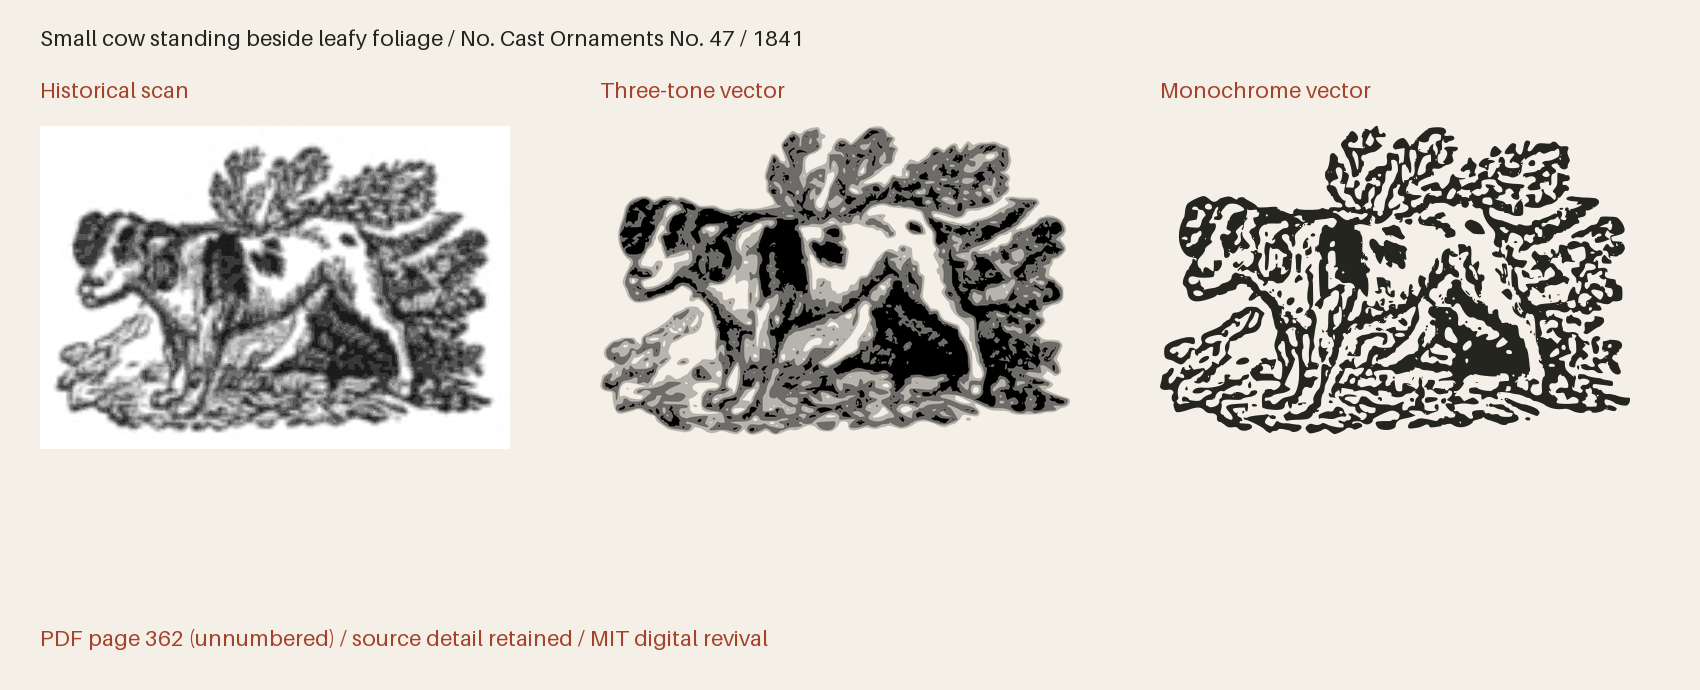 Small cow standing beside leafy foliage / No. Cast Ornaments No. 47 / 1841
Historical scan
Three-tone vector
Monochrome vector
PDF page 362 (unnumbered) / source detail retained / MIT digital revival